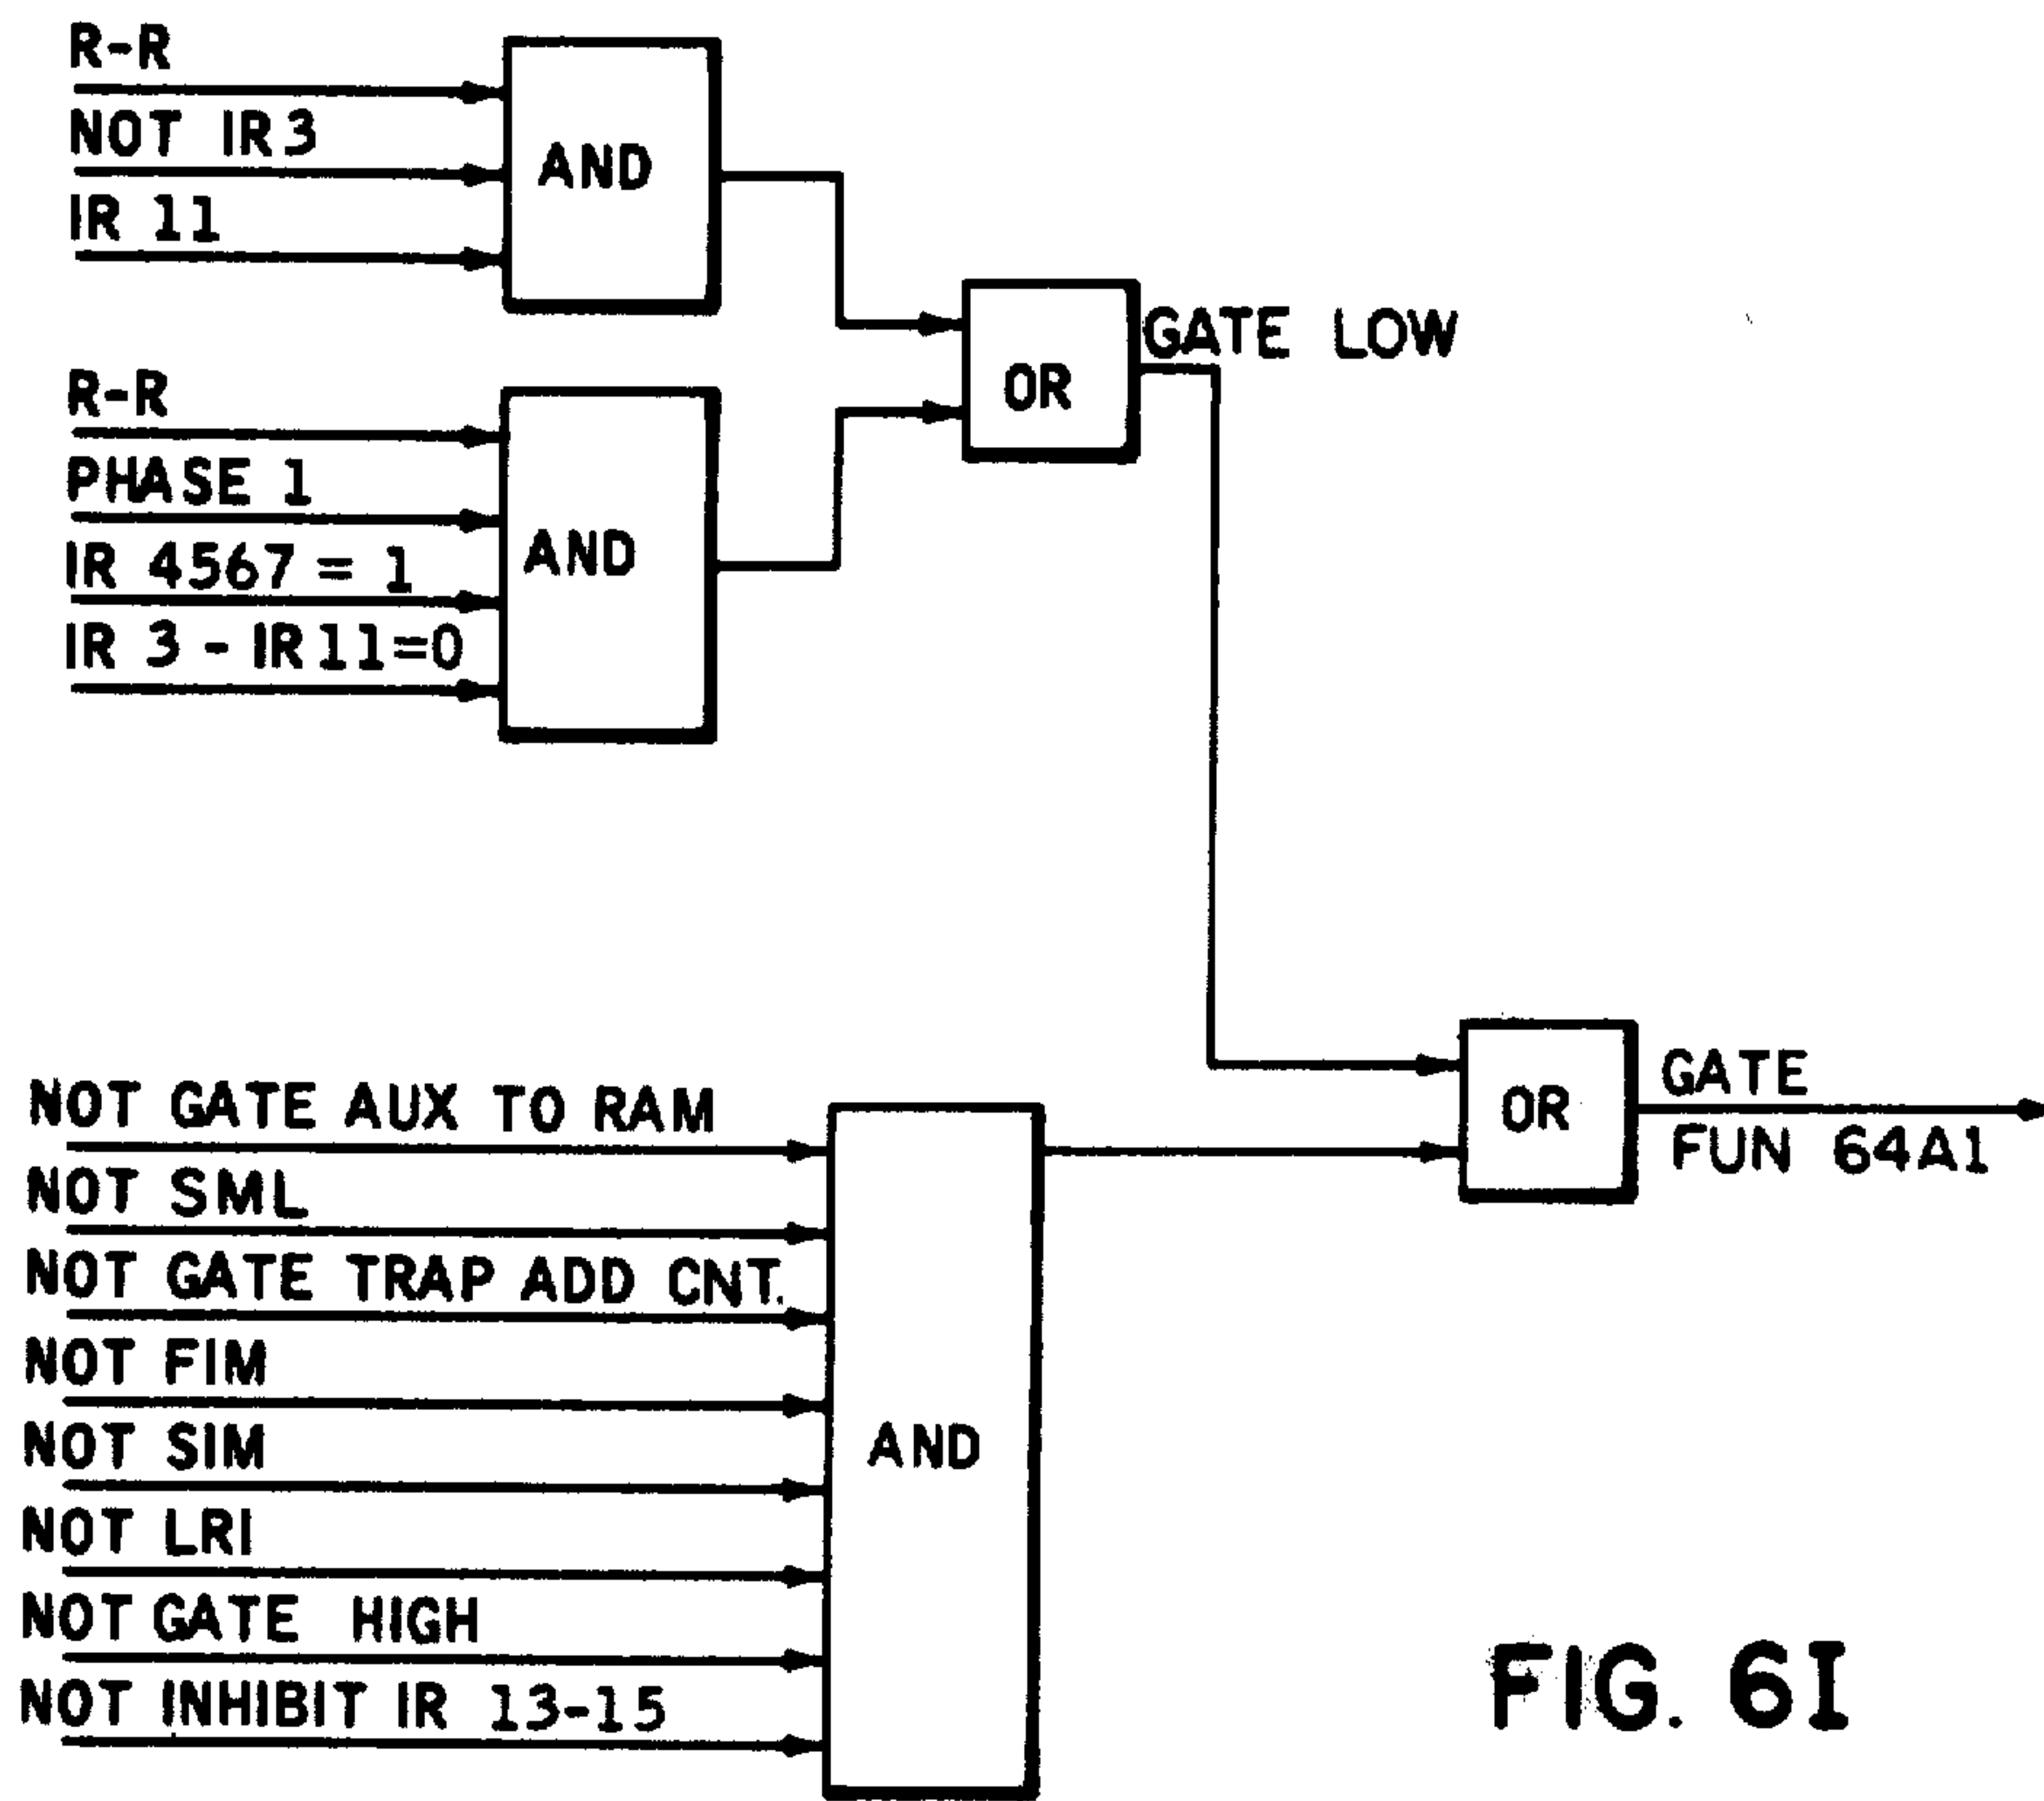 R-R
NOT IR3
IR 11
AND
GATE LOW
OR
R-R
PHASE 1
IR 4567 = 1
IR 3 - IR11=0
AND
NOT GATE AUX TO RAM
NOT SML
NOT GATE TRAP ADD CNT.
NOT FIM
NOT SIM
NOT LRI
NOT GATE HIGH
NOT INHIBIT IR 13-15
AND
OR
GATE
FUN 64A1
FIG. 6I